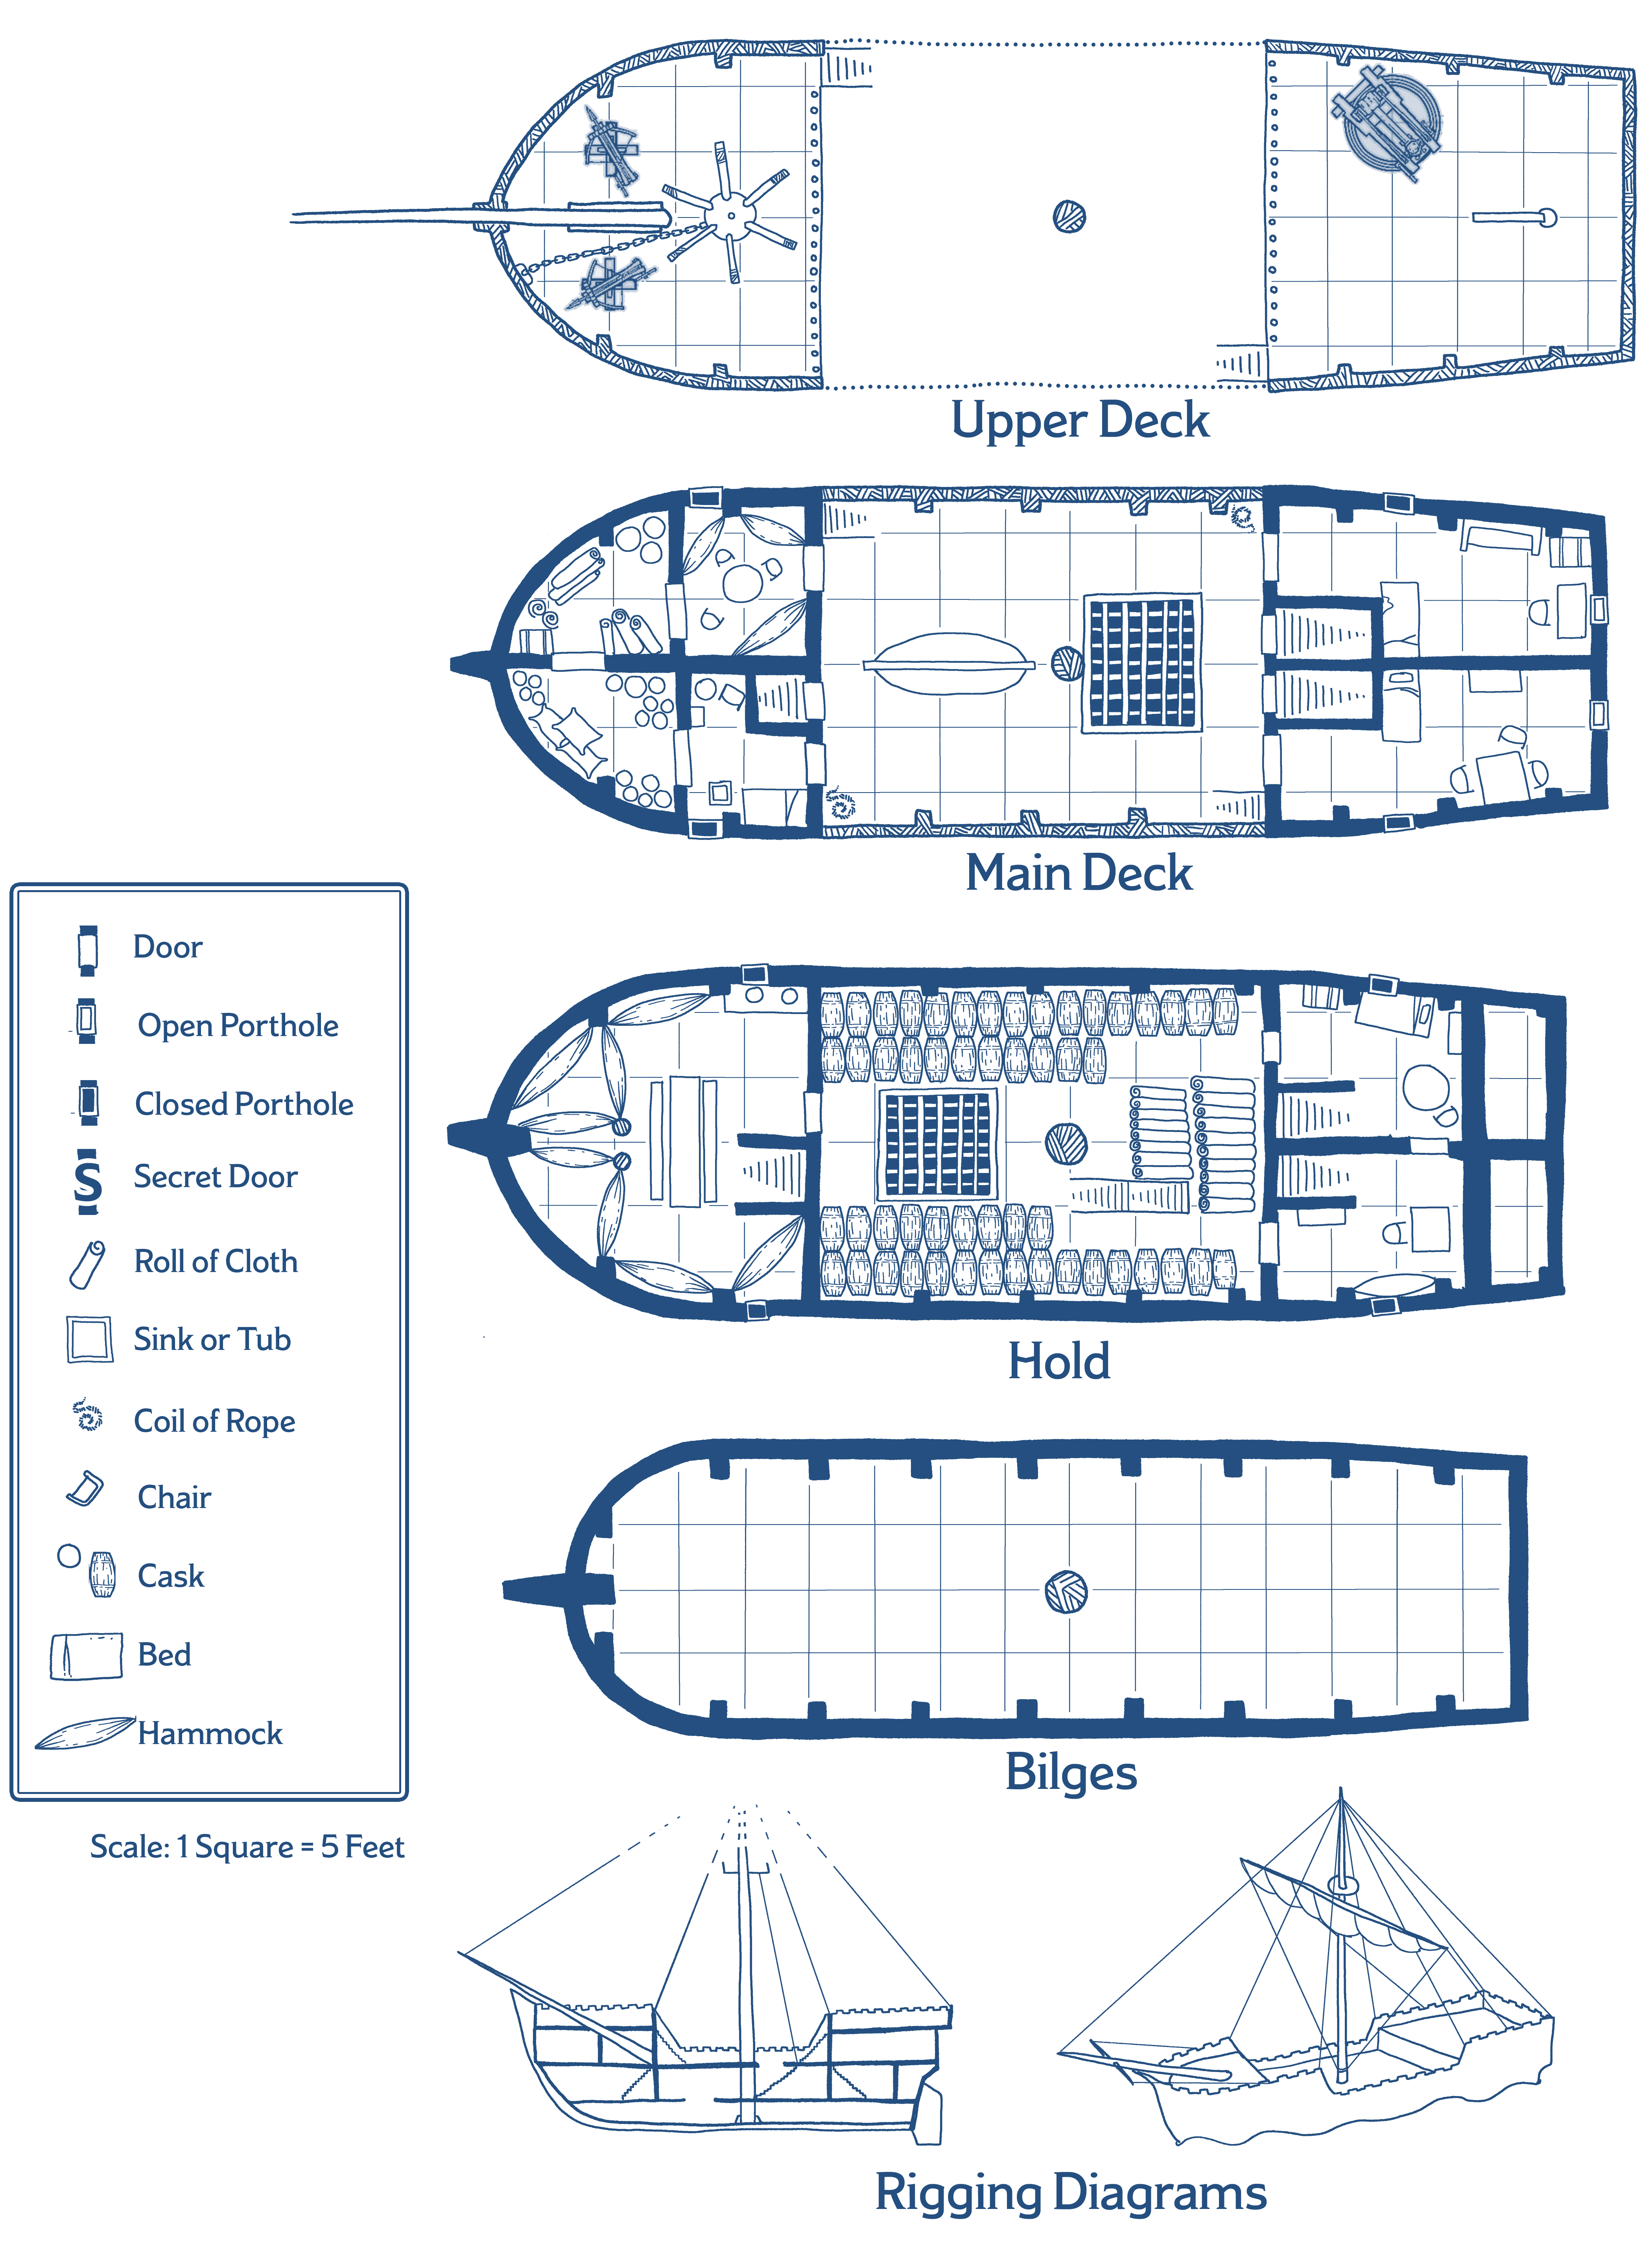 Upper Deck
Main Deck
Door
Open Porthole
Closed Porthole
S
Secret Door
Roll of Cloth
Sink or Tub
Coil of Rope
Chair
Cask
Bed
Hammock
Scale: 1 Square = 5 Feet
Hold
Bilges
Rigging Diagrams